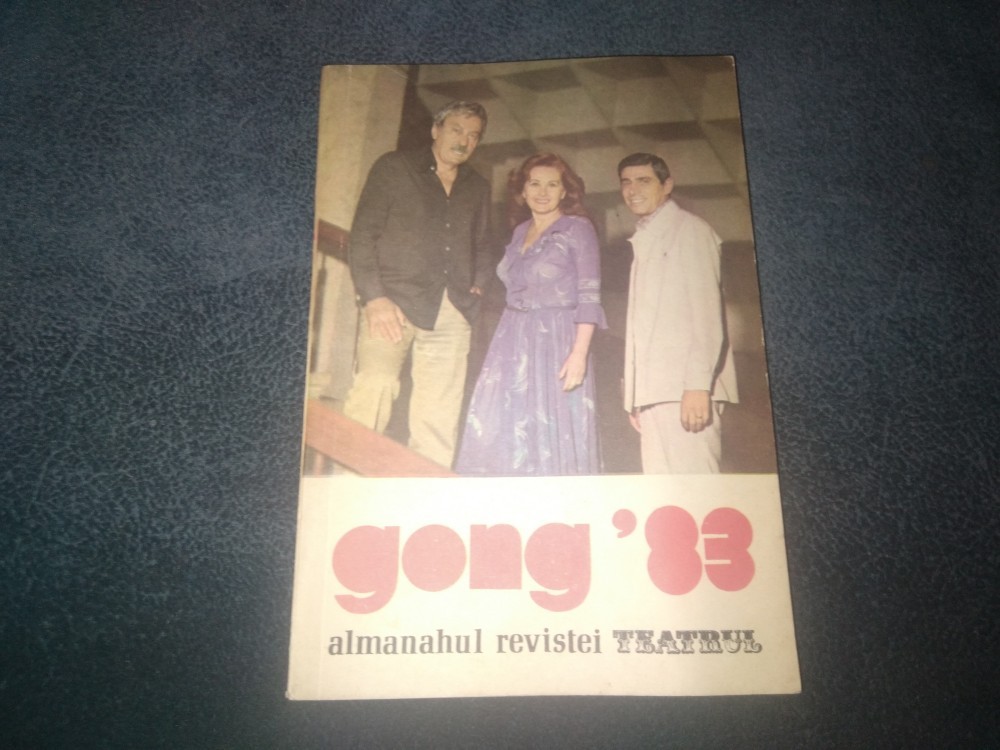 gong '83
almanahul revistei TEATRUL